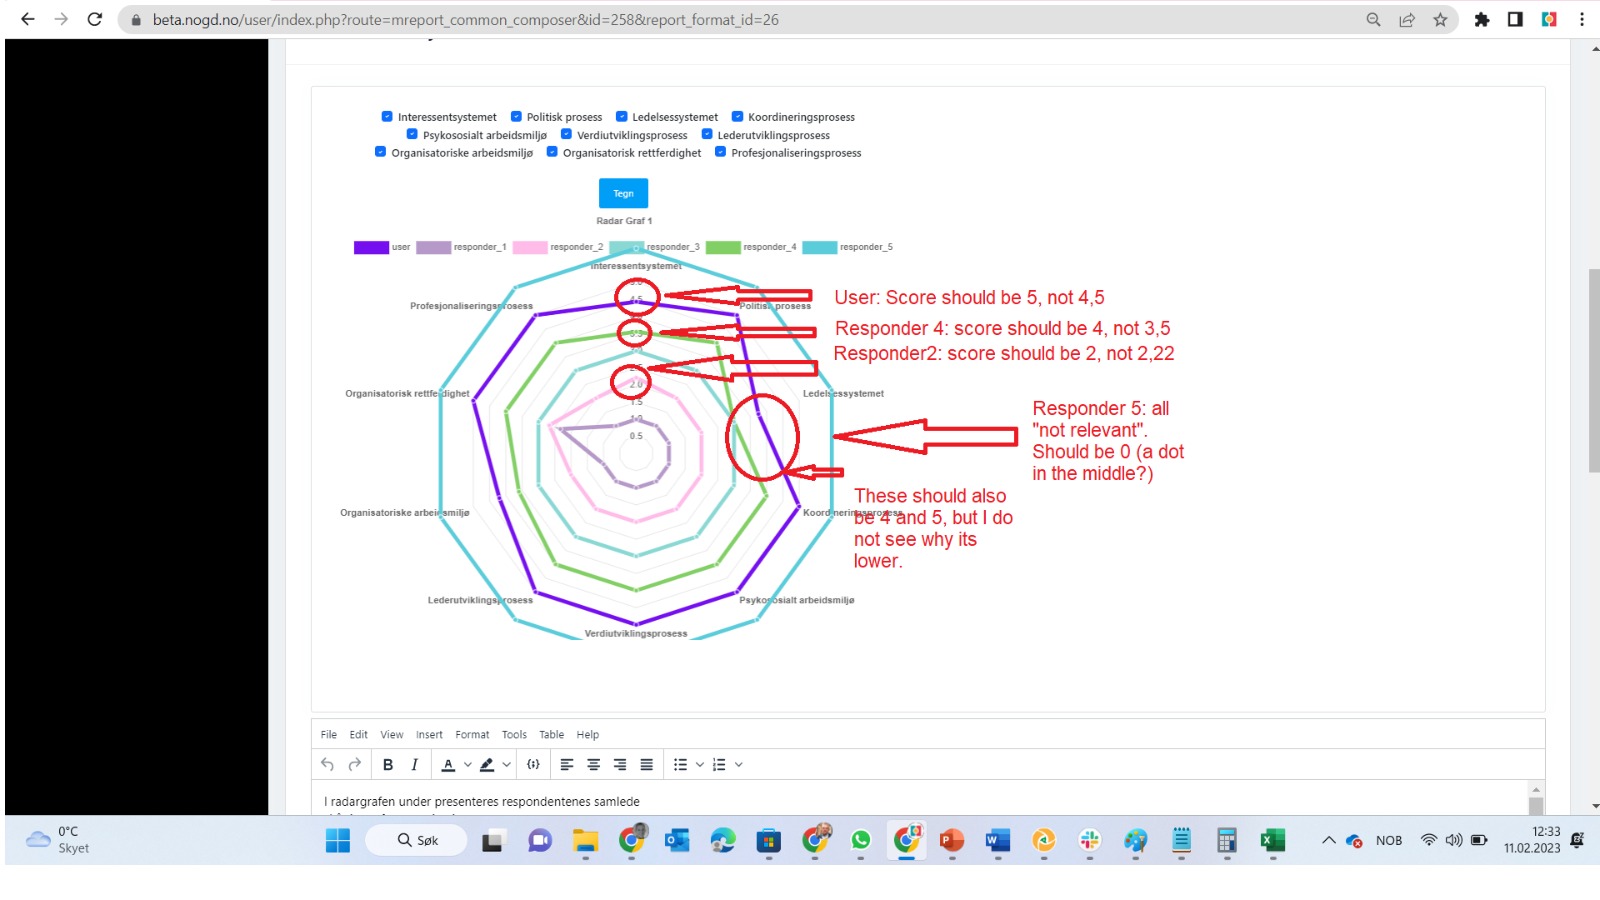 beta.nogd.no/user/index.php?route=mreport_common_composer&id=258&report_format_id=26
Interessentsystemet Politisk prosess Ledelsessystemet Koordineringsprosess
Psykososialt arbeidsmiljø Verdiutviklingsprosess Lederutviklingsprosess
Organisatoriske arbeidsmiljø Organisatorisk rettferdighet Profesjonaliseringsprosess
Tegn
Radar Graf 1
user responder_1 responder_2 responder_3 responder_4 responder_5
Interessentsystemet
5.0
4.5
User: Score should be 5, not 4,5
Profesjonaliseringsprosess
Politisk prosess
Responder 4: score should be 4, not 3,5
3.5
Responder2: score should be 2, not 2,22
2.5
2.0
Organisatorisk rettferdighet
Ledelsessystemet
1.5
1.0
0.5
Responder 5: all
"not relevant".
Should be 0 (a dot
in the middle?)
These should also
be 4 and 5, but I do
not see why its
lower.
Organisatoriske arbeidsmiljø
Koordineringsprosess
Lederutviklingsprosess
Psykososialt arbeidsmiljø
Verdiutviklingsprosess
File Edit View Insert Format Tools Table Help
B I A
I radargrafen under presenteres respondentenes samlede
0°C
Skyet
Søk
NOB
12:33
11.02.2023